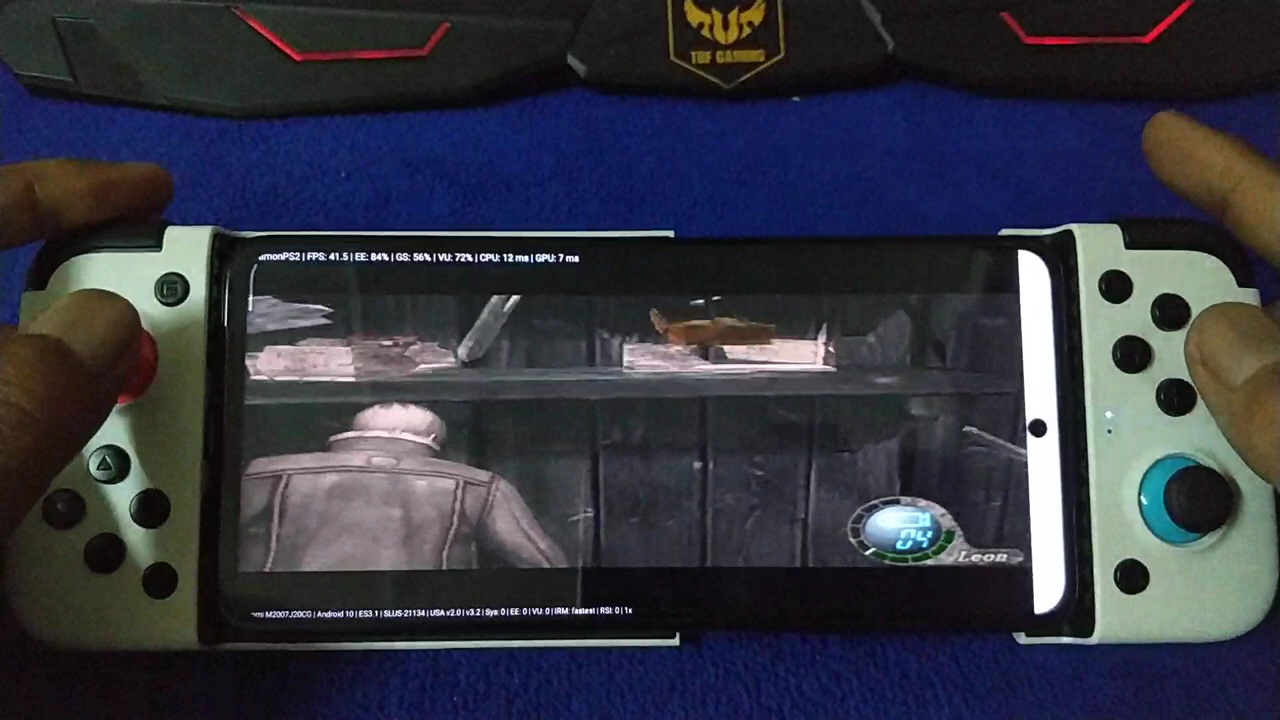 TUF GAMING
amonPS2 | FPS: 41.5 | EE: 84% | GS: 56% | VU: 72% | CPU: 12 ms | GPU: 7 ms
04
Leon
omi M2007J20CG | Android 10 | ES3.1 | SLUS-21134 | USA v2.0 | v3.2 | Sys: 0 | EE: 0 | VU: 0 | IRM: fastest | RSI: 0 | 1x